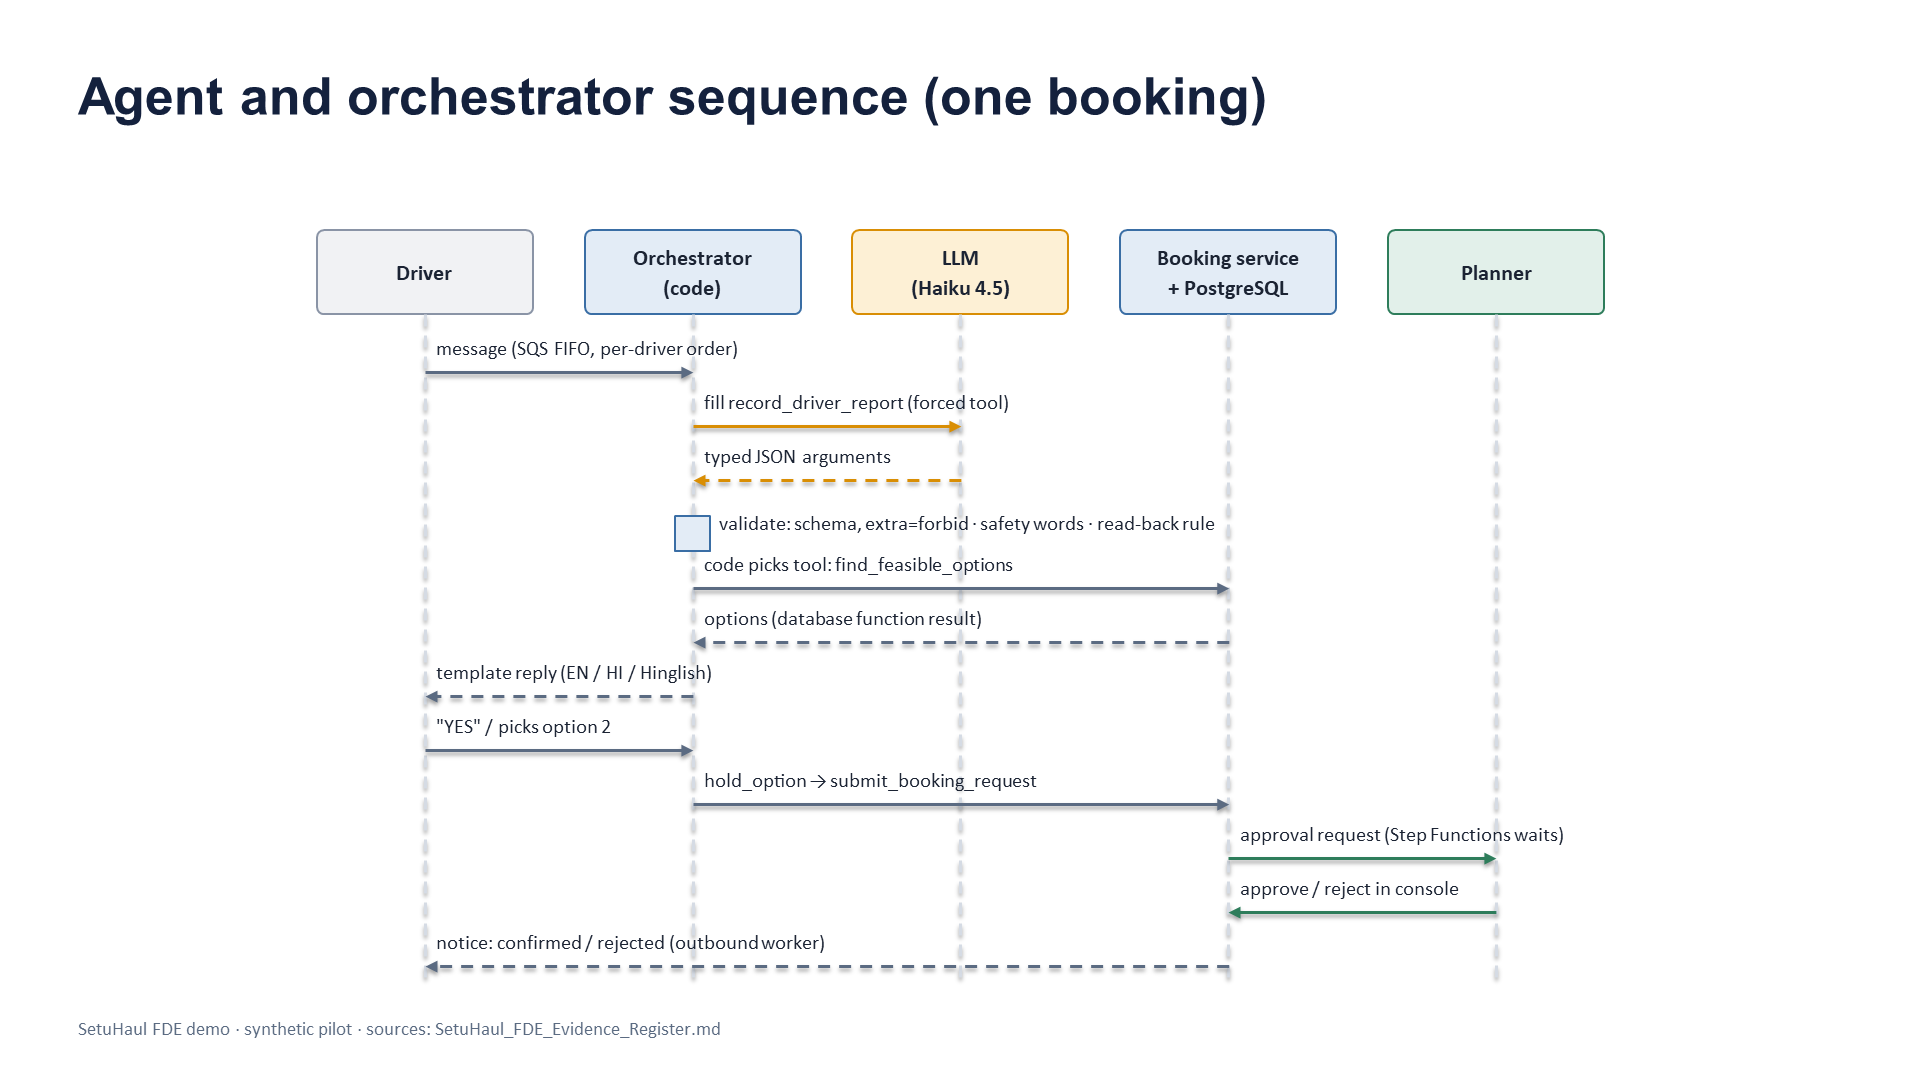 Agent and orchestrator sequence (one booking)
Driver
Orchestrator
(code)
LLM
(Haiku 4.5)
Booking service
+ PostgreSQL
Planner
message (SQS FIFO, per-driver order)
fill record_driver_report (forced tool)
typed JSON arguments
validate: schema, extra=forbid · safety words · read-back rule
code picks tool: find_feasible_options
options (database function result)
template reply (EN / HI / Hinglish)
"YES" / picks option 2
hold_option → submit_booking_request
approval request (Step Functions waits)
approve / reject in console
notice: confirmed / rejected (outbound worker)
SetuHaul FDE demo · synthetic pilot · sources: SetuHaul_FDE_Evidence_Register.md